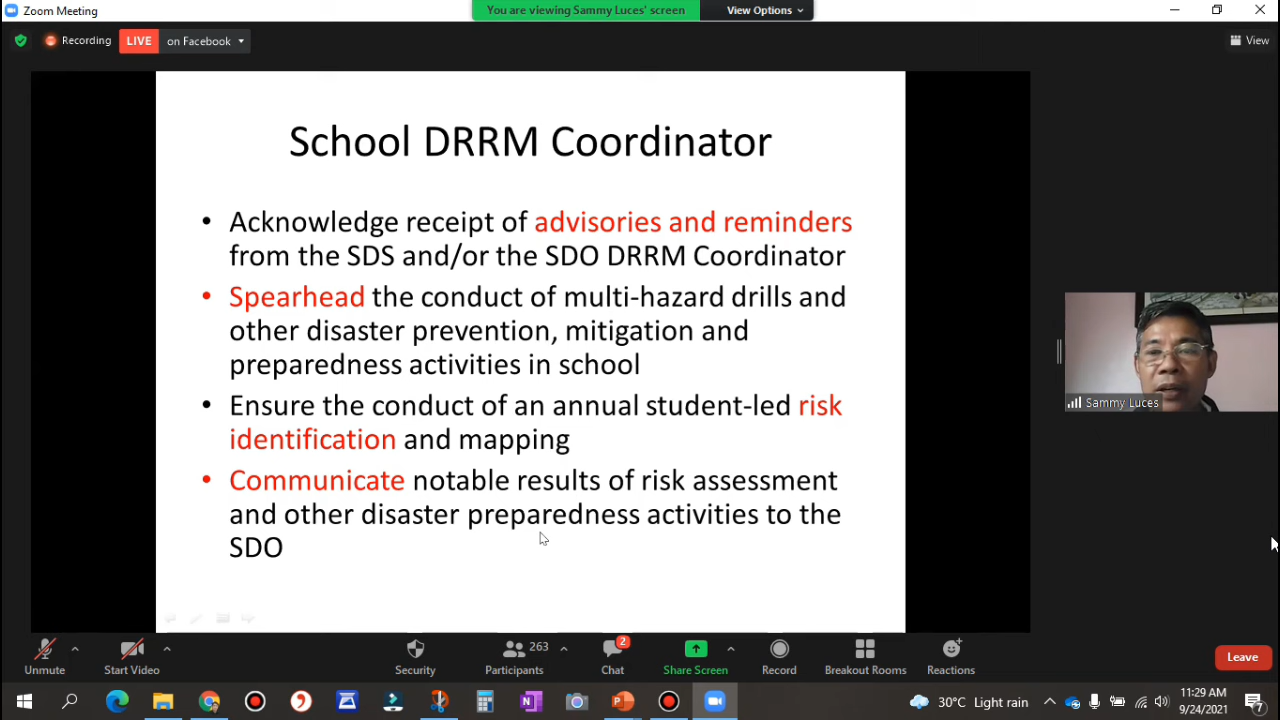 Zoom Meeting
You are viewing Sammy Luces' screen
View Options
Recording
LIVE
on Facebook
View
School DRRM Coordinator
• Acknowledge receipt of advisories and reminders
from the SDS and/or the SDO DRRM Coordinator
• Spearhead the conduct of multi-hazard drills and
other disaster prevention, mitigation and
preparedness activities in school
• Ensure the conduct of an annual student-led risk
identification and mapping
• Communicate notable results of risk assessment
and other disaster preparedness activities to the
SDO
Sammy Luces
Unmute
Start Video
Security
263
Participants
2
Chat
Share Screen
Record
Breakout Rooms
Reactions
Leave
30°C Light rain
11:29 AM
9/24/2021
7